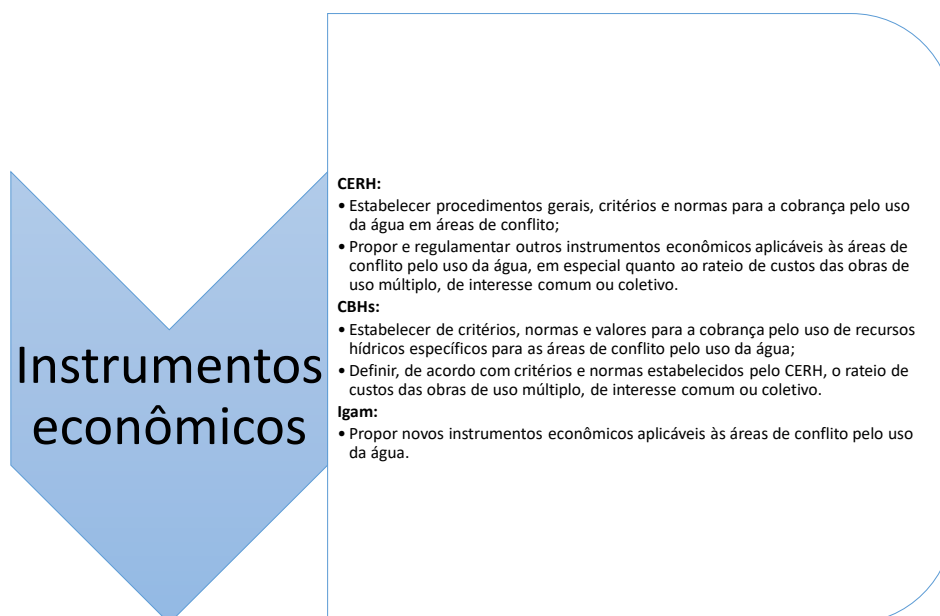 Instrumentos
econômicos
CERH:
• Estabelecer procedimentos gerais, critérios e normas para a cobrança pelo uso
da água em áreas de conflito;
• Propor e regulamentar outros instrumentos econômicos aplicáveis às áreas de
conflito pelo uso da água, em especial quanto ao rateio de custos das obras de
uso múltiplo, de interesse comum ou coletivo.
CBHs:
• Estabelecer de critérios, normas e valores para a cobrança pelo uso de recursos
hídricos específicos para as áreas de conflito pelo uso da água;
• Definir, de acordo com critérios e normas estabelecidos pelo CERH, o rateio de
custos das obras de uso múltiplo, de interesse comum ou coletivo.
Igam:
• Propor novos instrumentos econômicos aplicáveis às áreas de conflito pelo uso
da água.